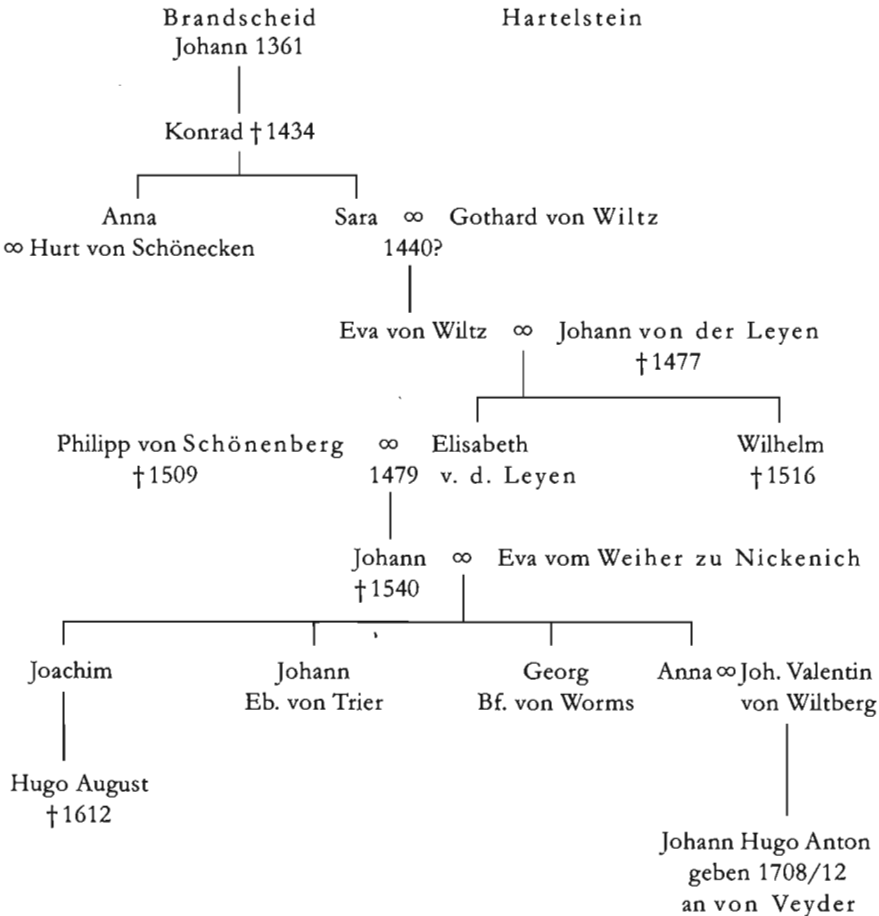 Brandscheid Hartelstein
Johann 1361
Konrad † 1434
Anna Sara ∞ Gothard von Wiltz
∞ Hurt von Schönecken 1440?
Eva von Wiltz ∞ Johann von der Leyen
† 1477
Philipp von Schönenberg ∞ Elisabeth Wilhelm
† 1509 1479 v. d. Leyen † 1516
Johann ∞ Eva vom Weiher zu Nickenich
† 1540
Joachim Johann Georg Anna ∞ Joh. Valentin
Eb. von Trier Bf. von Worms von Wiltberg
Hugo August
† 1612
Johann Hugo Anton
geben 1708/12
an von Veyder